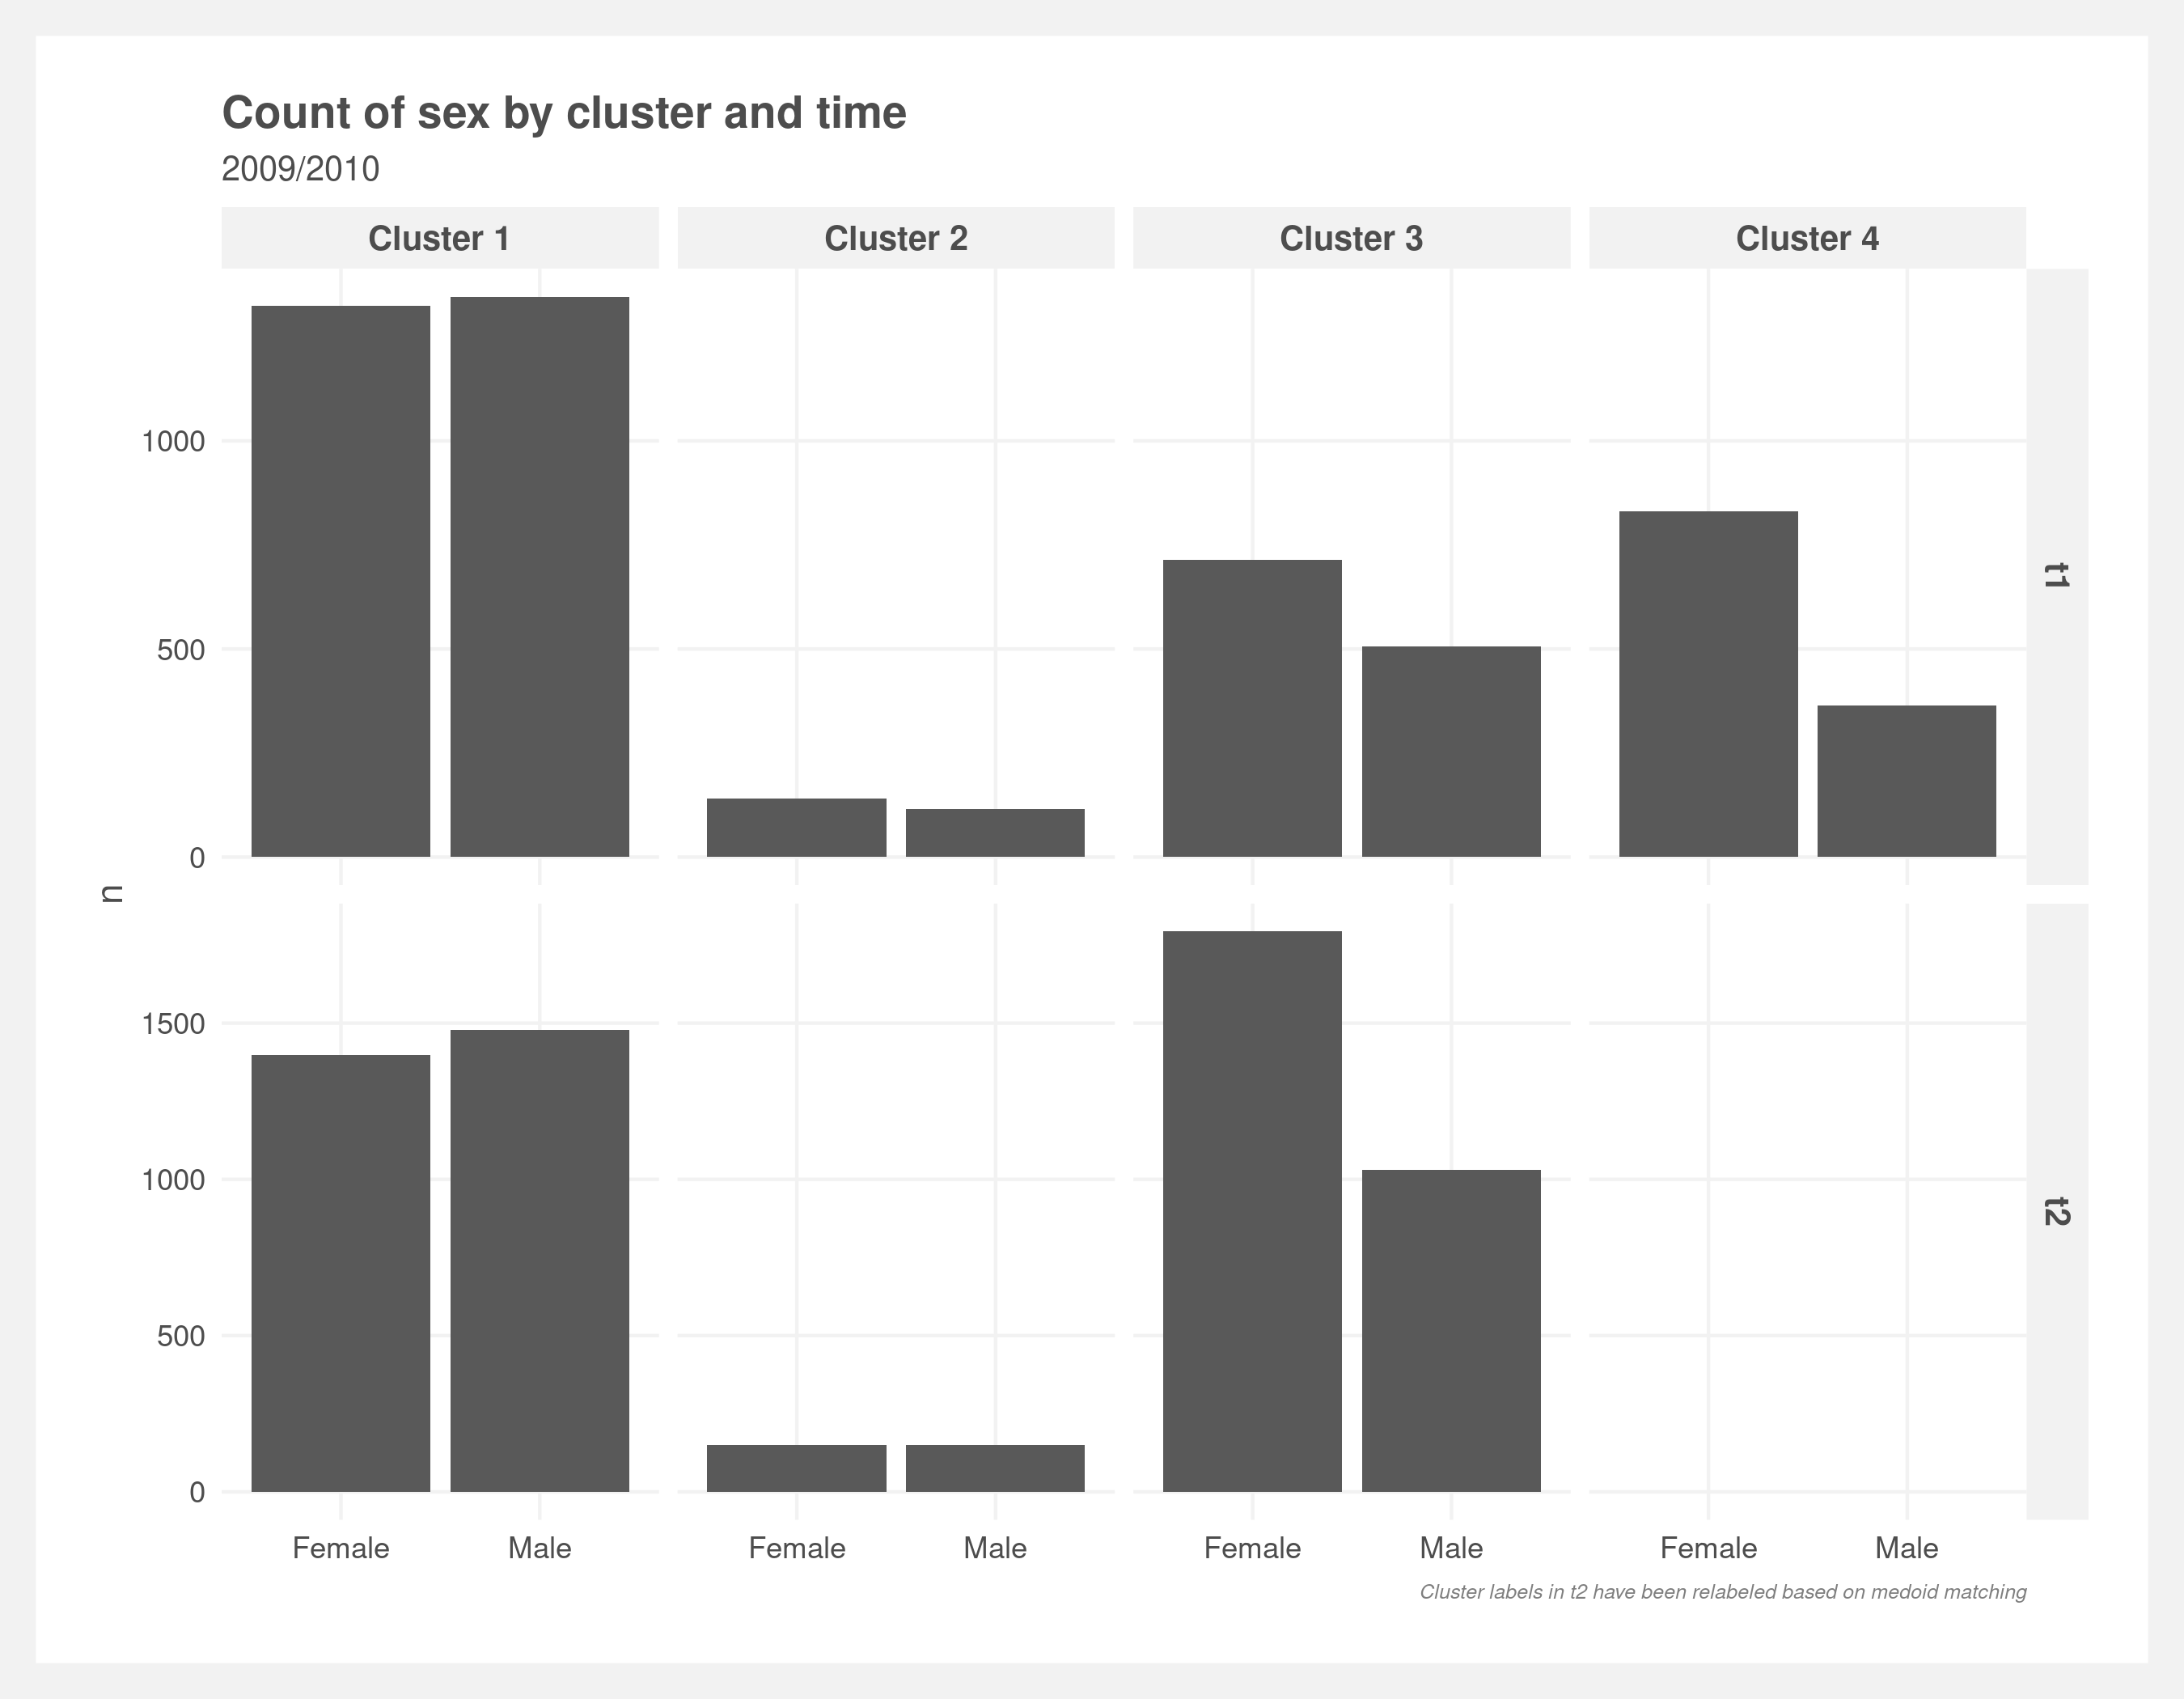 Count of sex by cluster and time
2009/2010
Cluster 1 Cluster 2 Cluster 3 Cluster 4
1000
500
0
t1
n
1500
1000
500
0
t2
Female Male Female Male Female Male Female Male
Cluster labels in t2 have been relabeled based on medoid matching